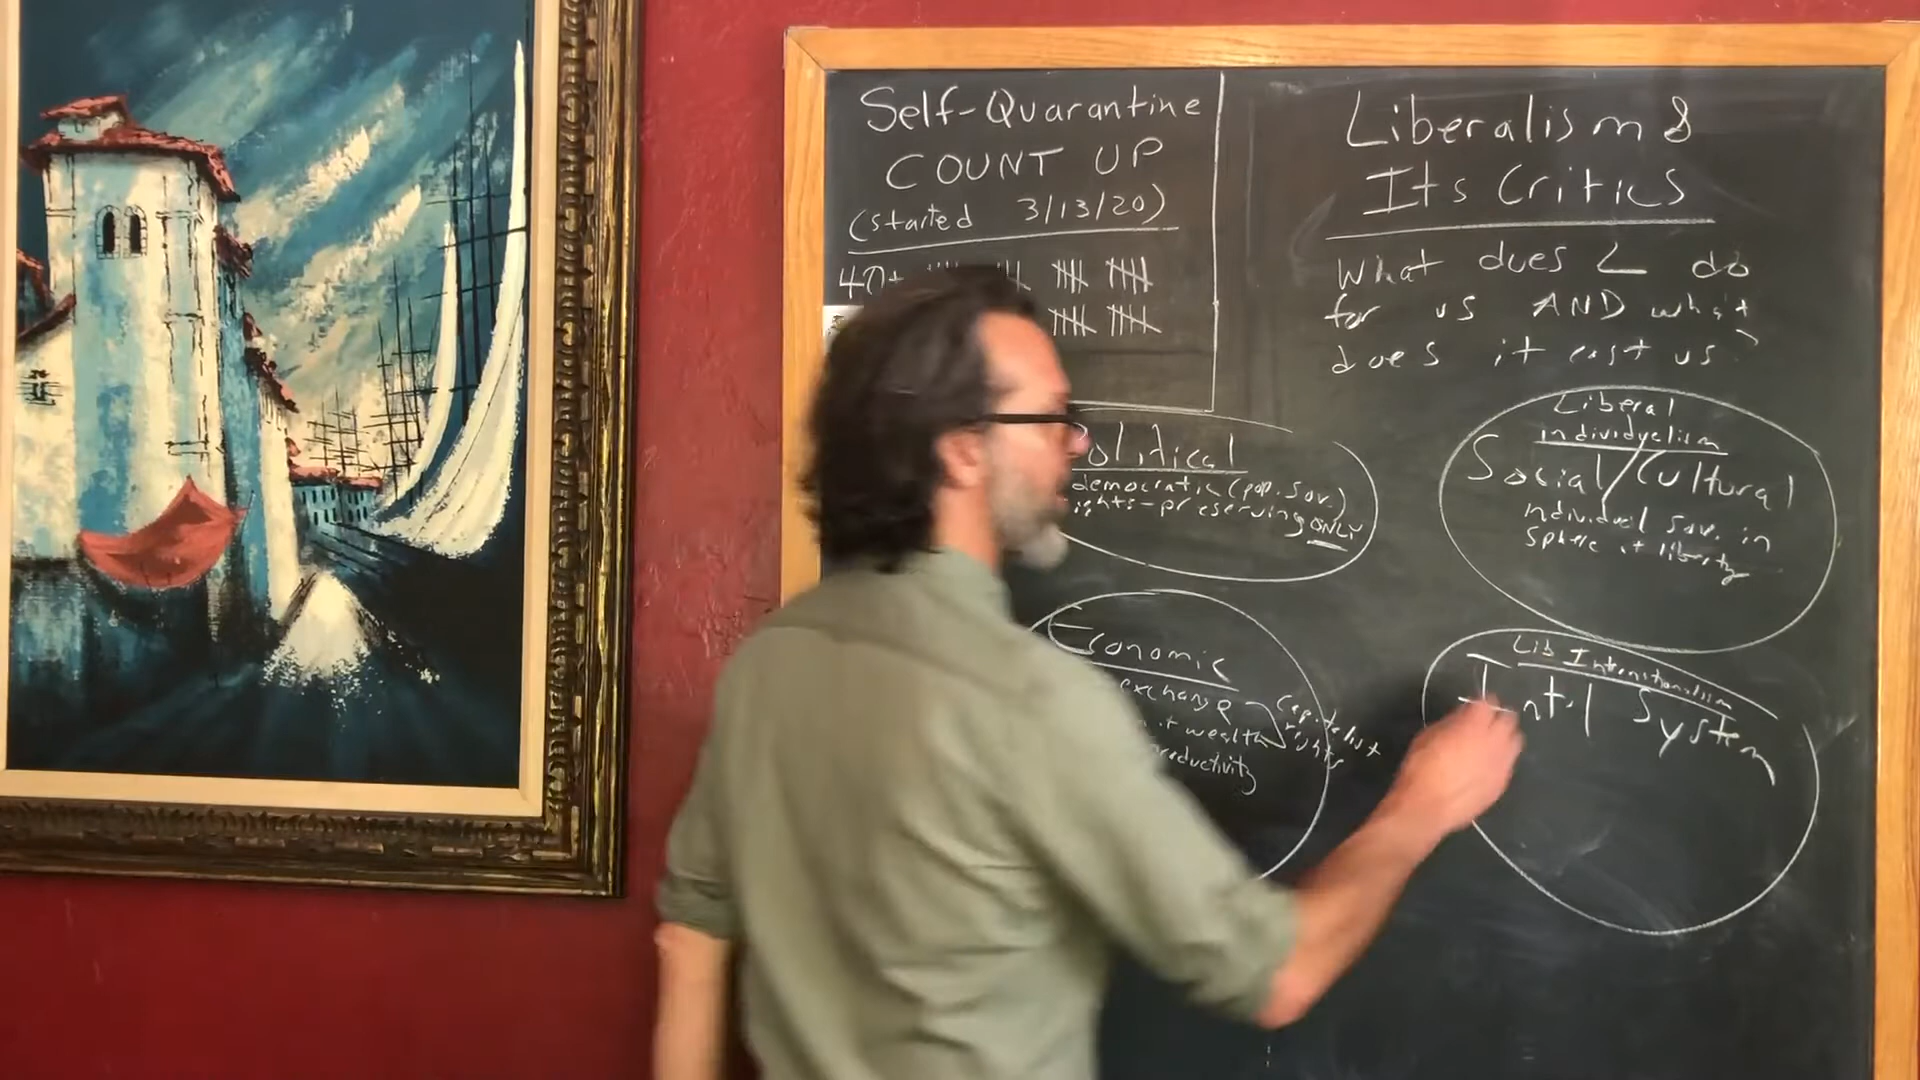 Self-Quarantine
COUNT UP
(started 3/13/20)
40+
Liberalism &
Its Critics
What does L do
for us AND what
does it cost us?
Political
democratic (pop. sov.)
ights-preserving ONLY
Liberal
individualism
Social/Cultural
individual sov. in
sphere of liberty
Economic
exchange
wealth
productivity
Capitalist
rights
Lib Internationalism
Int'l System